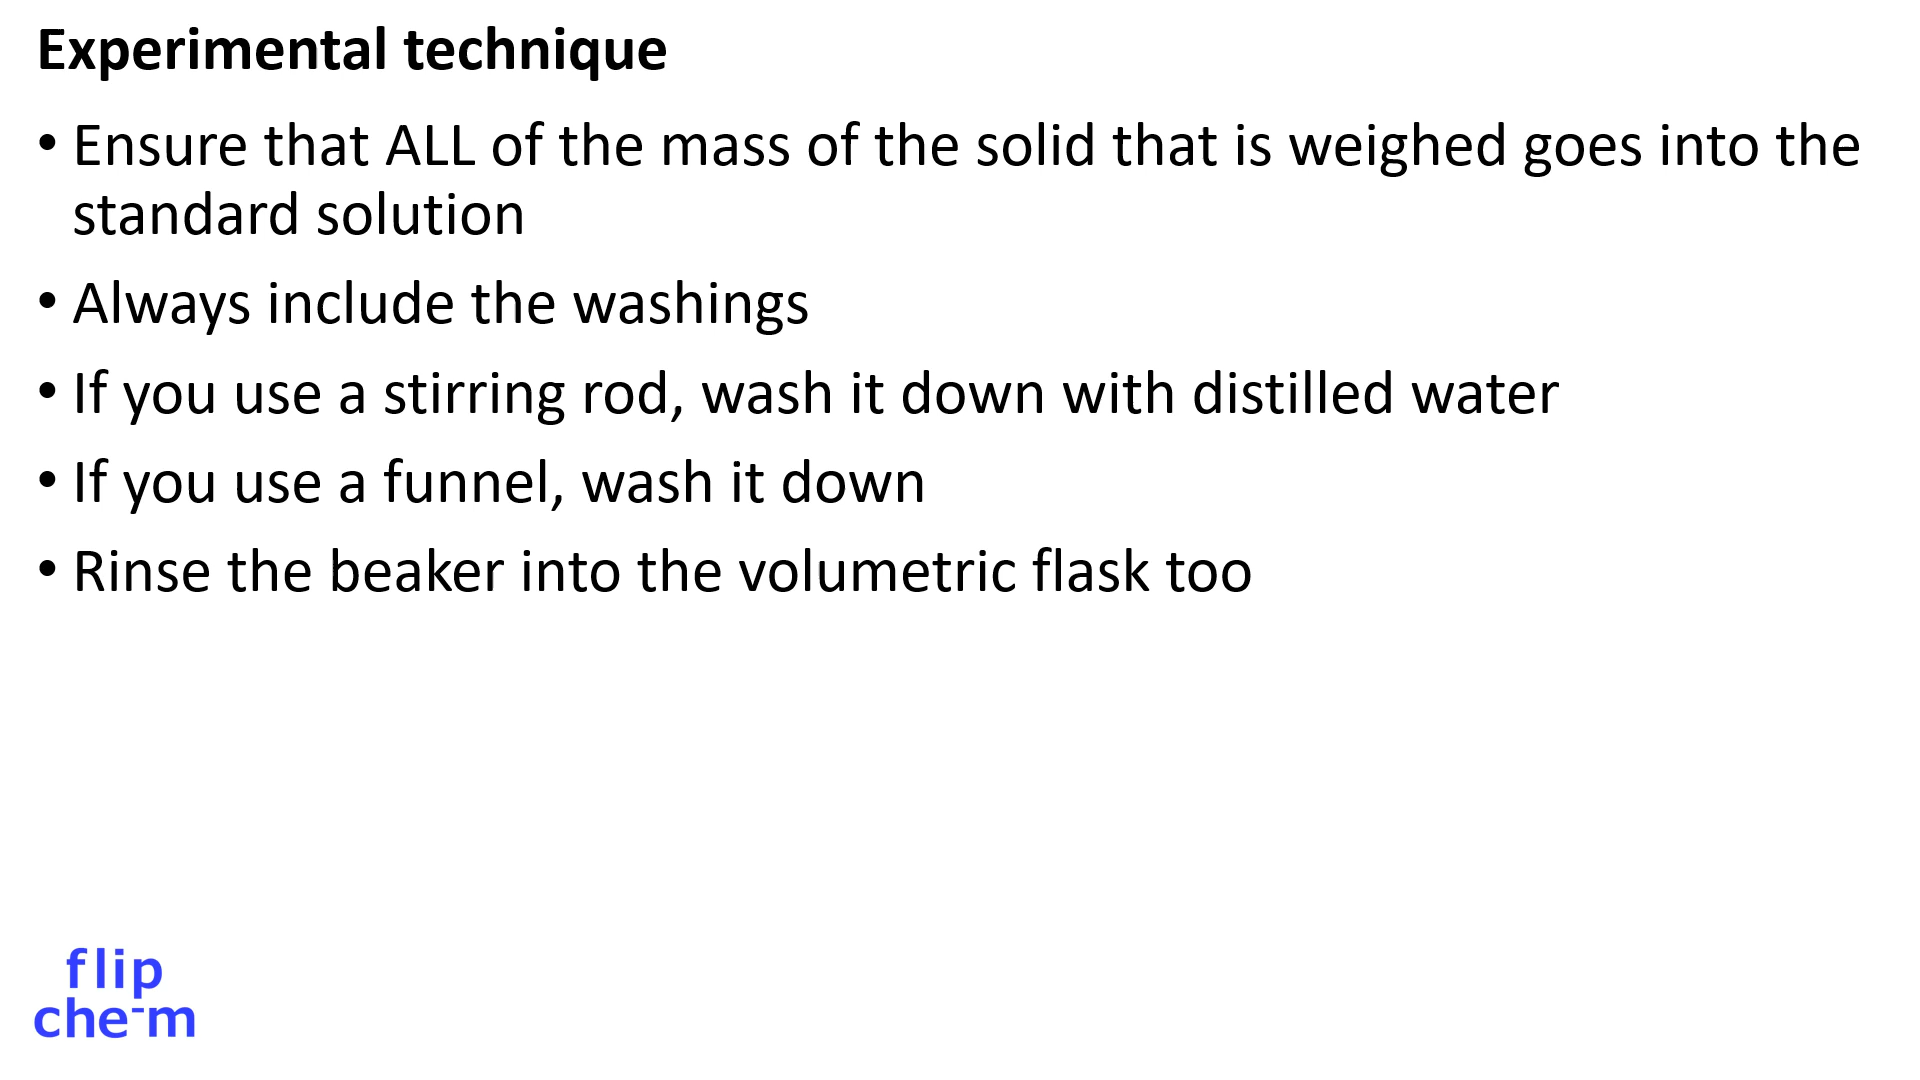 Experimental technique
• Ensure that ALL of the mass of the solid that is weighed goes into the
standard solution
• Always include the washings
• If you use a stirring rod, wash it down with distilled water
• If you use a funnel, wash it down
• Rinse the beaker into the volumetric flask too
flip
che-m